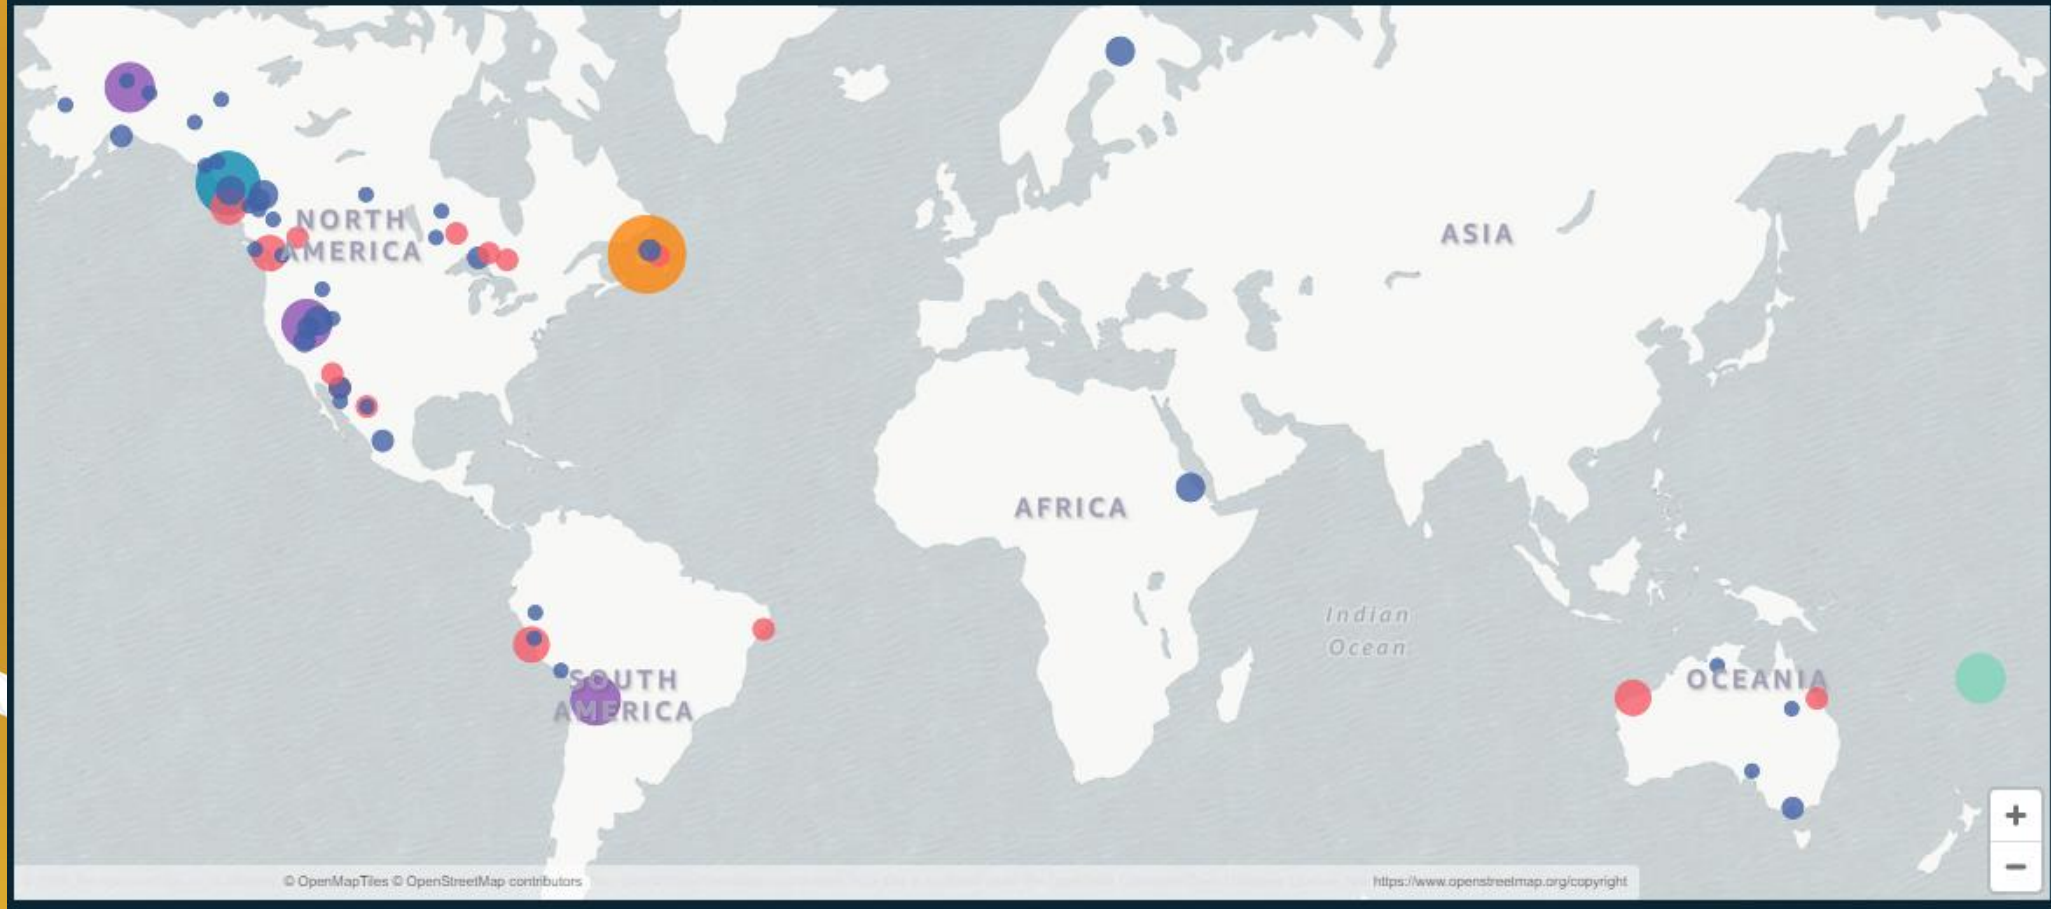 NORTH
AMERICA
ASIA
AFRICA
Indian
Ocean
SOUTH
AMERICA
OCEANIA
+
−
© OpenMapTiles © OpenStreetMap contributors
https://www.openstreetmap.org/copyright